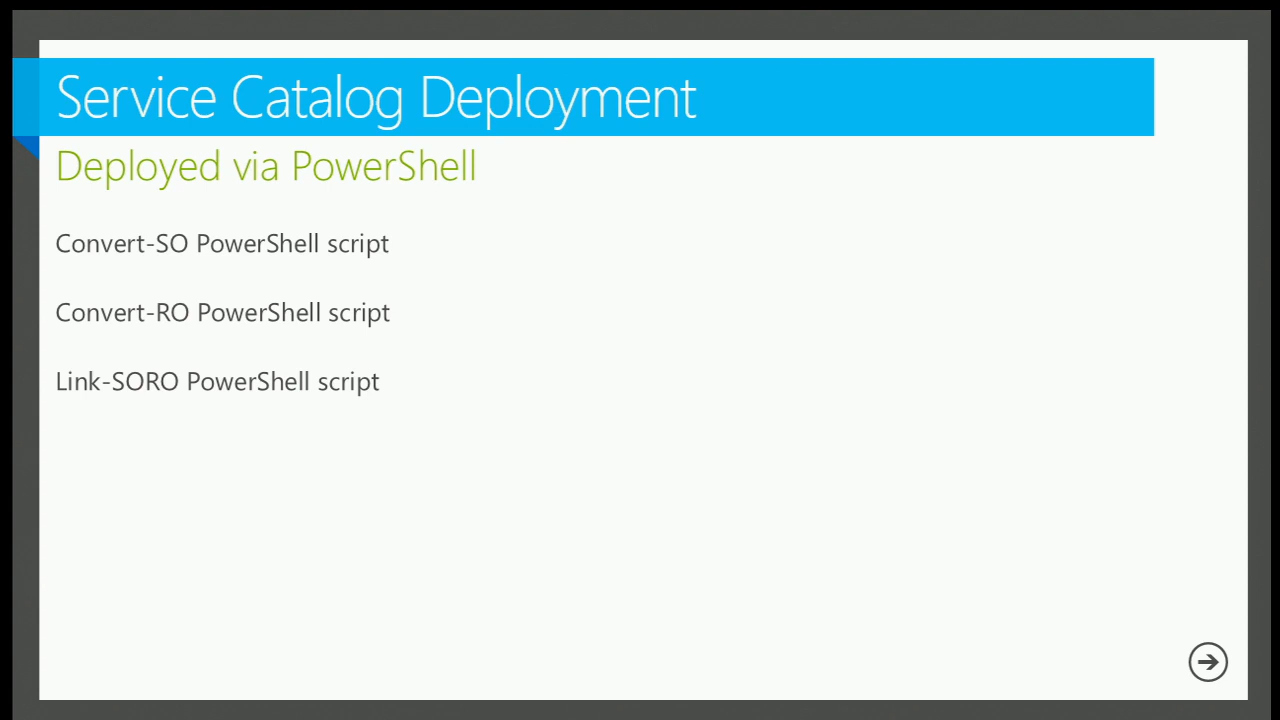 Service Catalog Deployment
Deployed via PowerShell
Convert-SO PowerShell script
Convert-RO PowerShell script
Link-SORO PowerShell script